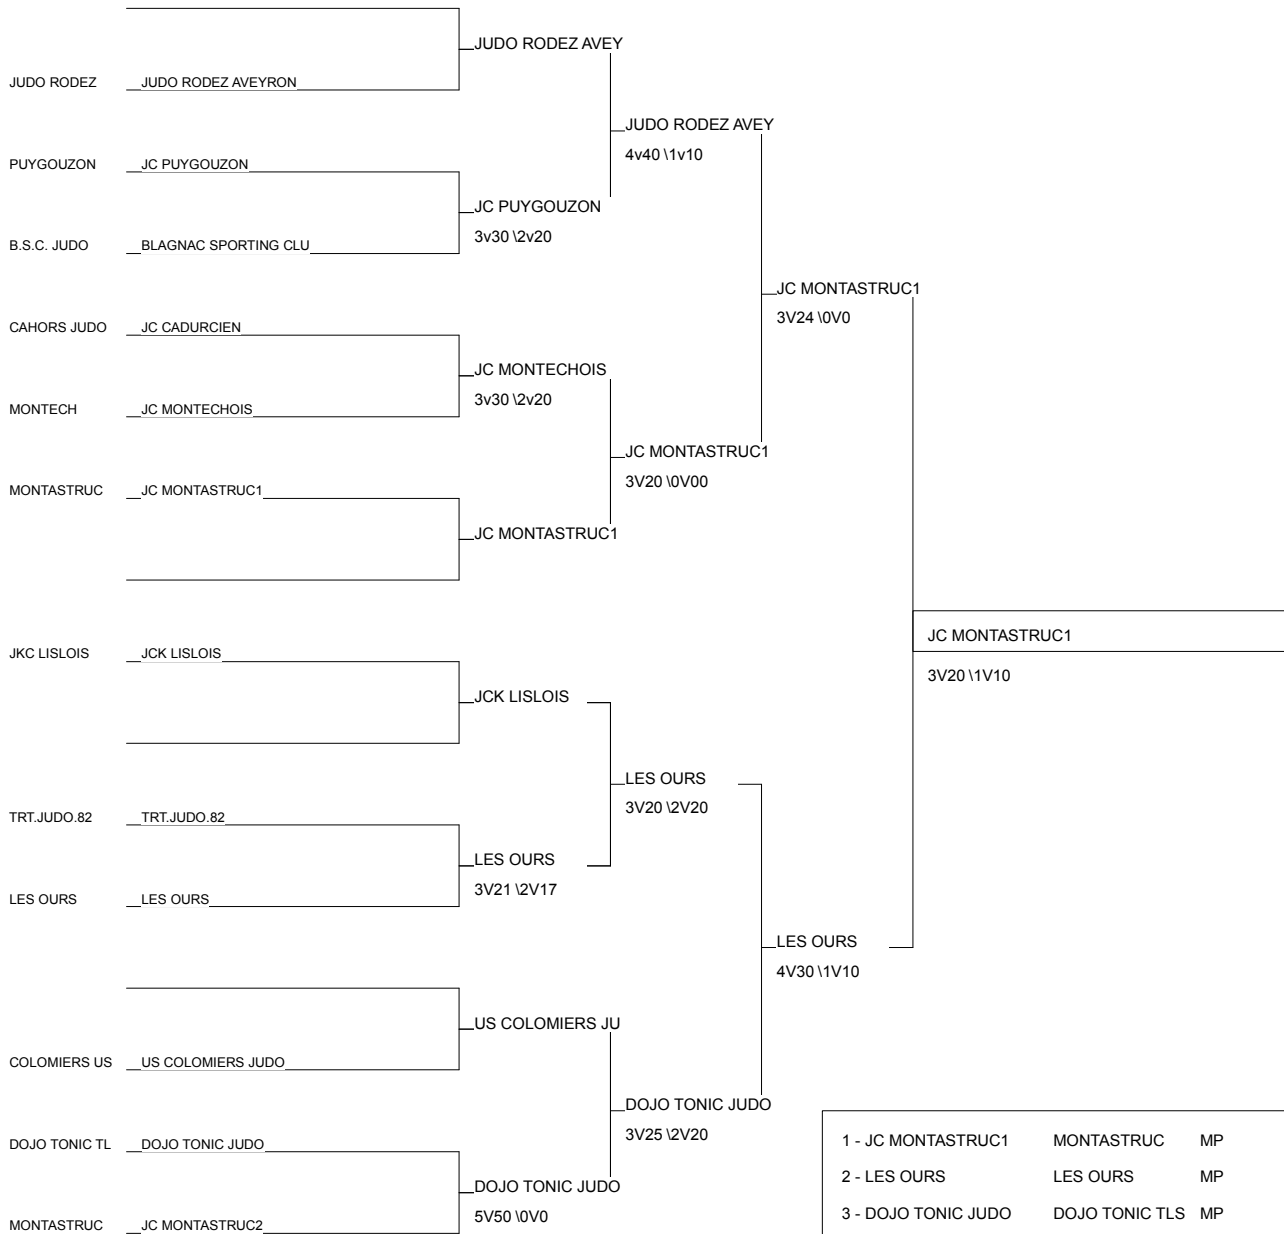 JUDO RODEZ AVEY
JUDO RODEZ JUDO RODEZ AVEYRON
JUDO RODEZ AVEY
4v40 \1v10
PUYGOUZON JC PUYGOUZON
JC PUYGOUZON
3v30 \2v20
B.S.C. JUDO BLAGNAC SPORTING CLU
JC MONTASTRUC1
3V24 \0V0
CAHORS JUDO JC CADURCIEN
JC MONTECHOIS
3v30 \2v20
MONTECH JC MONTECHOIS
JC MONTASTRUC1
3V20 \0V00
MONTASTRUC JC MONTASTRUC1
JC MONTASTRUC1
JC MONTASTRUC1
3V20 \1V10
JKC LISLOIS JCK LISLOIS
JCK LISLOIS
LES OURS
3V20 \2V20
TRT.JUDO.82 TRT.JUDO.82
LES OURS
3V21 \2V17
LES OURS LES OURS
LES OURS
4V30 \1V10
US COLOMIERS JU
COLOMIERS US US COLOMIERS JUDO
DOJO TONIC JUDO
3V25 \2V20
DOJO TONIC TL DOJO TONIC JUDO
DOJO TONIC JUDO
5V50 \0V0
MONTASTRUC JC MONTASTRUC2
1 - JC MONTASTRUC1 MONTASTRUC MP
2 - LES OURS LES OURS MP
3 - DOJO TONIC JUDO DOJO TONIC TLS MP